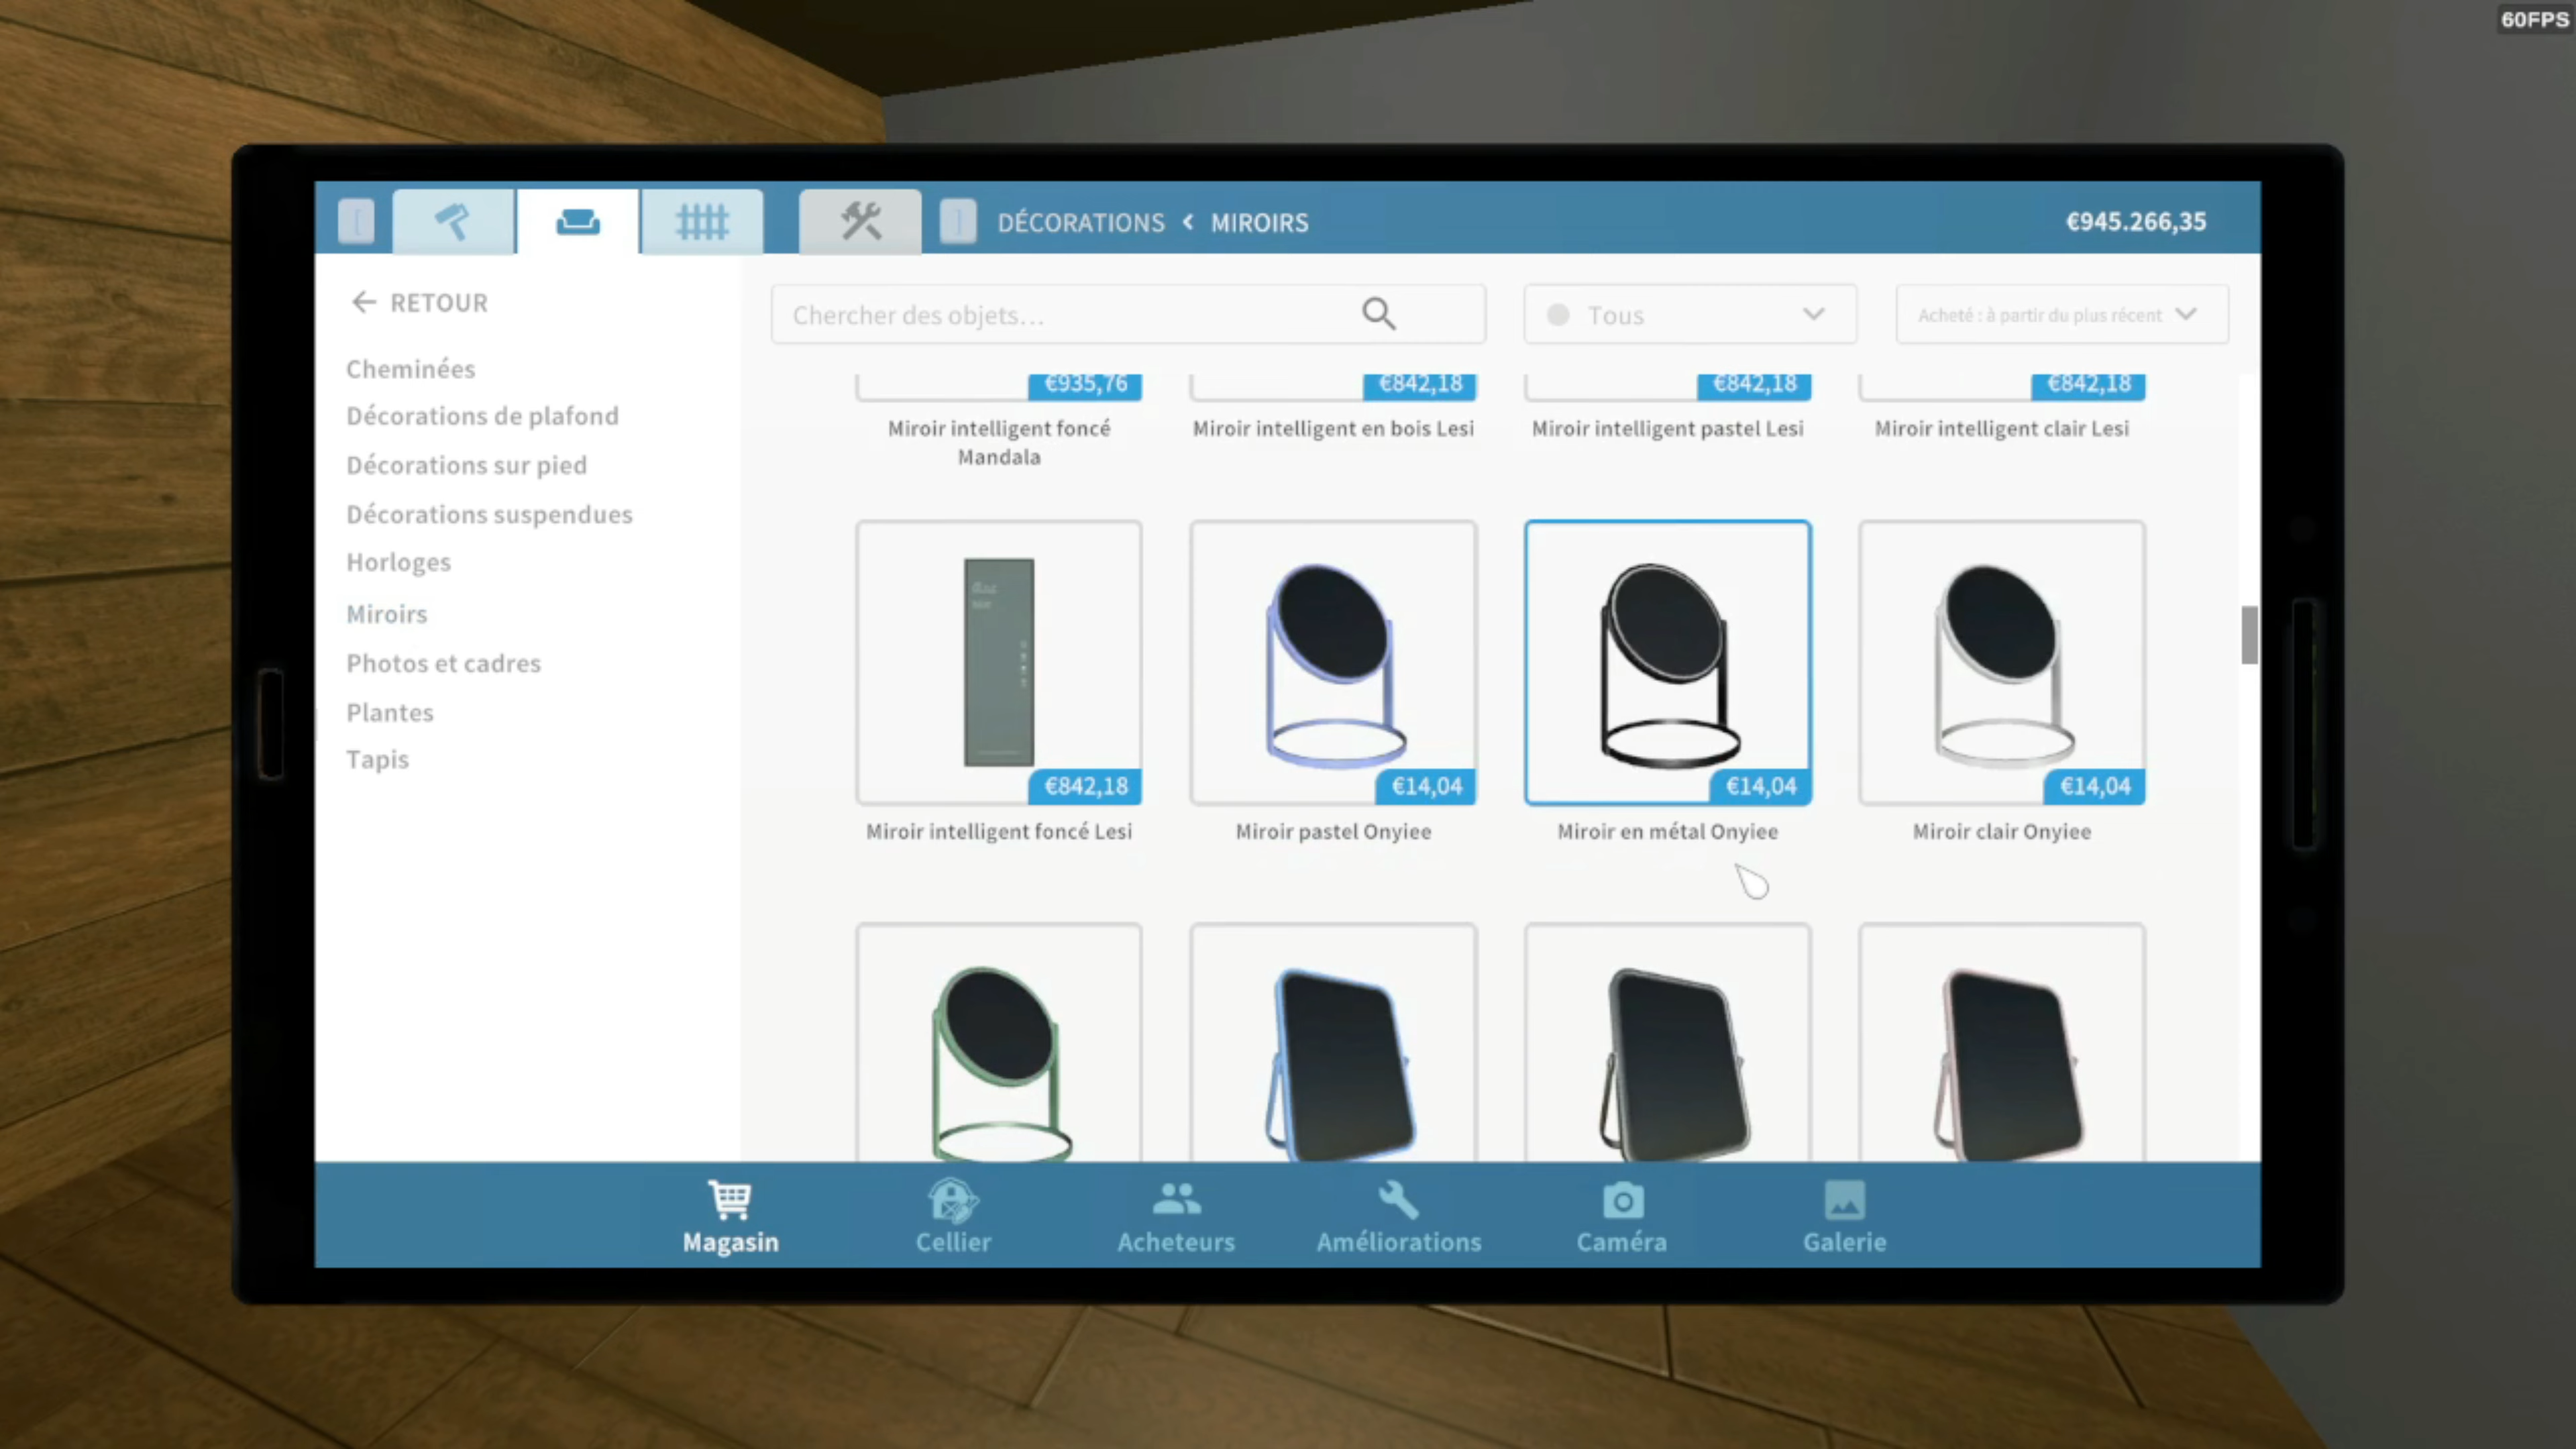 60FPS
DÉCORATIONS < MIROIRS
€945.266,35
RETOUR
Chercher des objets...
Tous
Acheté : à partir du plus récent
Cheminées
Décorations de plafond
Décorations sur pied
Décorations suspendues
Horloges
Miroirs
Photos et cadres
Plantes
Tapis
€935,76
€842,18
€842,18
€842,18
Miroir intelligent foncé
Mandala
Miroir intelligent en bois Lesi
Miroir intelligent pastel Lesi
Miroir intelligent clair Lesi
€842,18
€14,04
€14,04
€14,04
Miroir intelligent foncé Lesi
Miroir pastel Onyiee
Miroir en métal Onyiee
Miroir clair Onyiee
Magasin
Cellier
Acheteurs
Améliorations
Caméra
Galerie